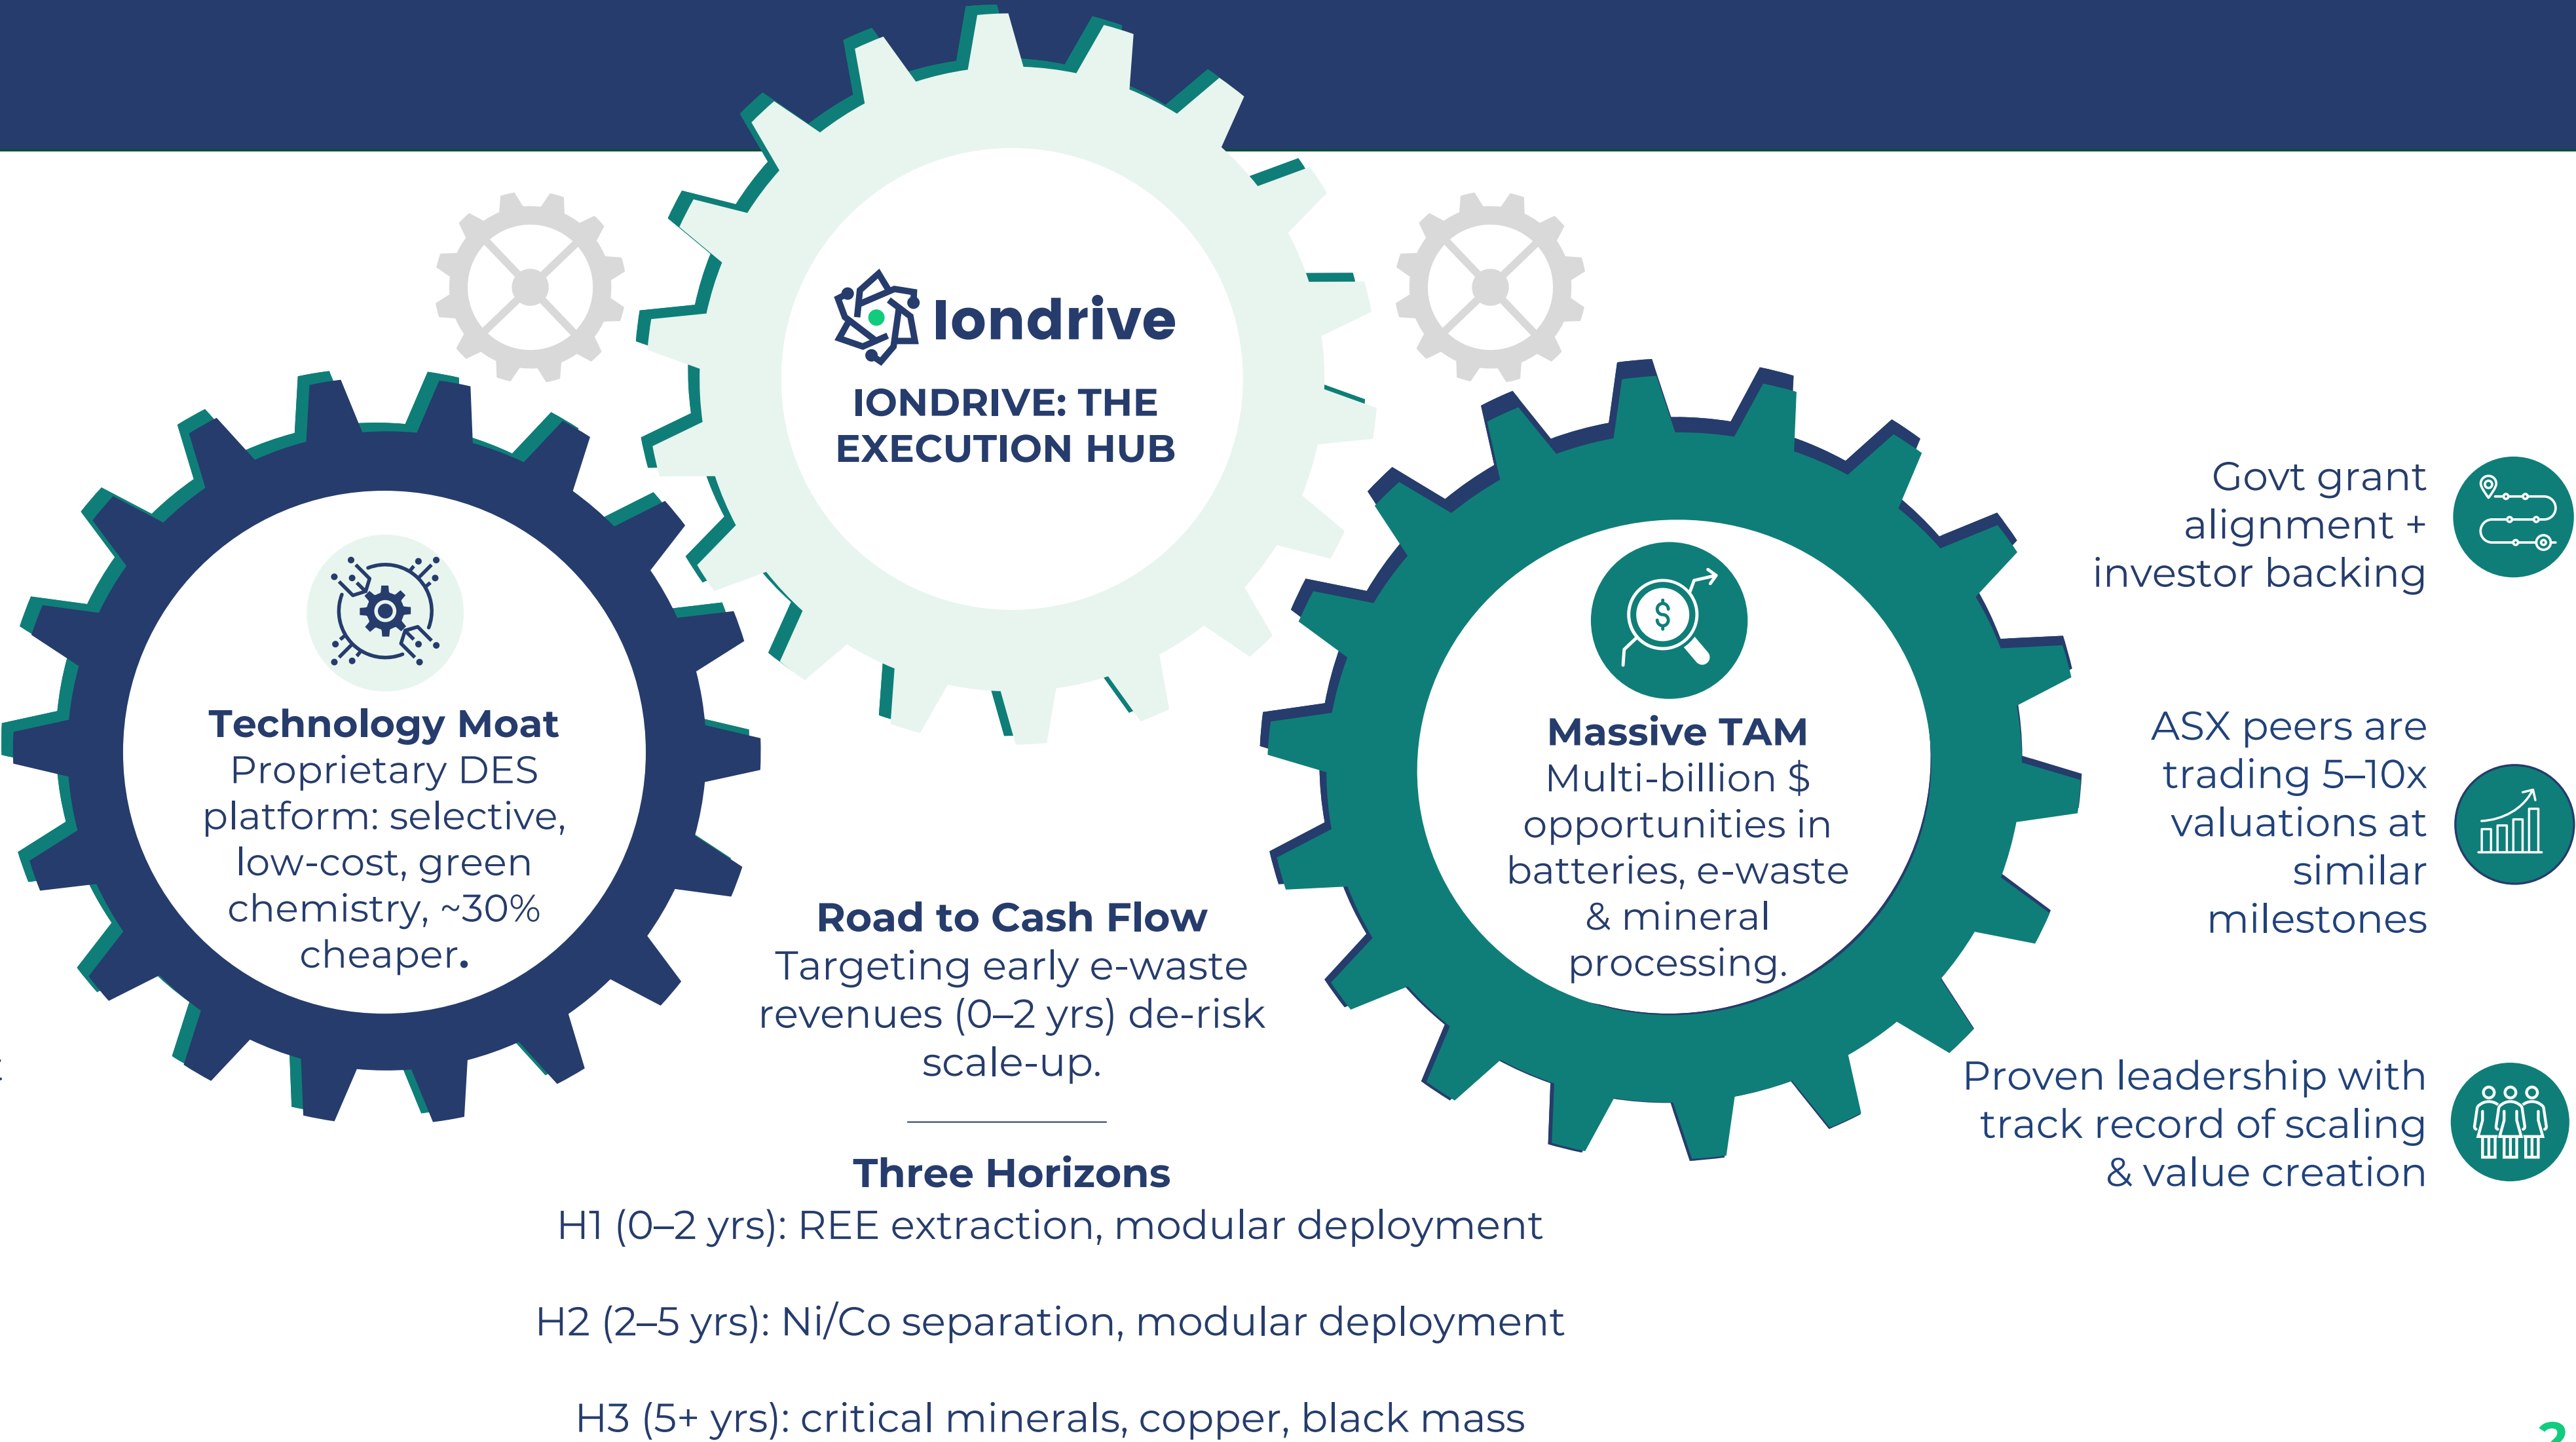 Iondrive
IONDRIVE: THE
EXECUTION HUB
Technology Moat
Proprietary DES
platform: selective,
low-cost, green
chemistry, ~30%
cheaper.
Road to Cash Flow
Targeting early e-waste
revenues (0–2 yrs) de-risk
scale-up.
Three Horizons
H1 (0–2 yrs): REE extraction, modular deployment
H2 (2–5 yrs): Ni/Co separation, modular deployment
H3 (5+ yrs): critical minerals, copper, black mass
$
Massive TAM
Multi-billion $
opportunities in
batteries, e-waste
& mineral
processing.
Govt grant
alignment +
investor backing
ASX peers are
trading 5–10x
valuations at
similar
milestones
Proven leadership with
track record of scaling
& value creation